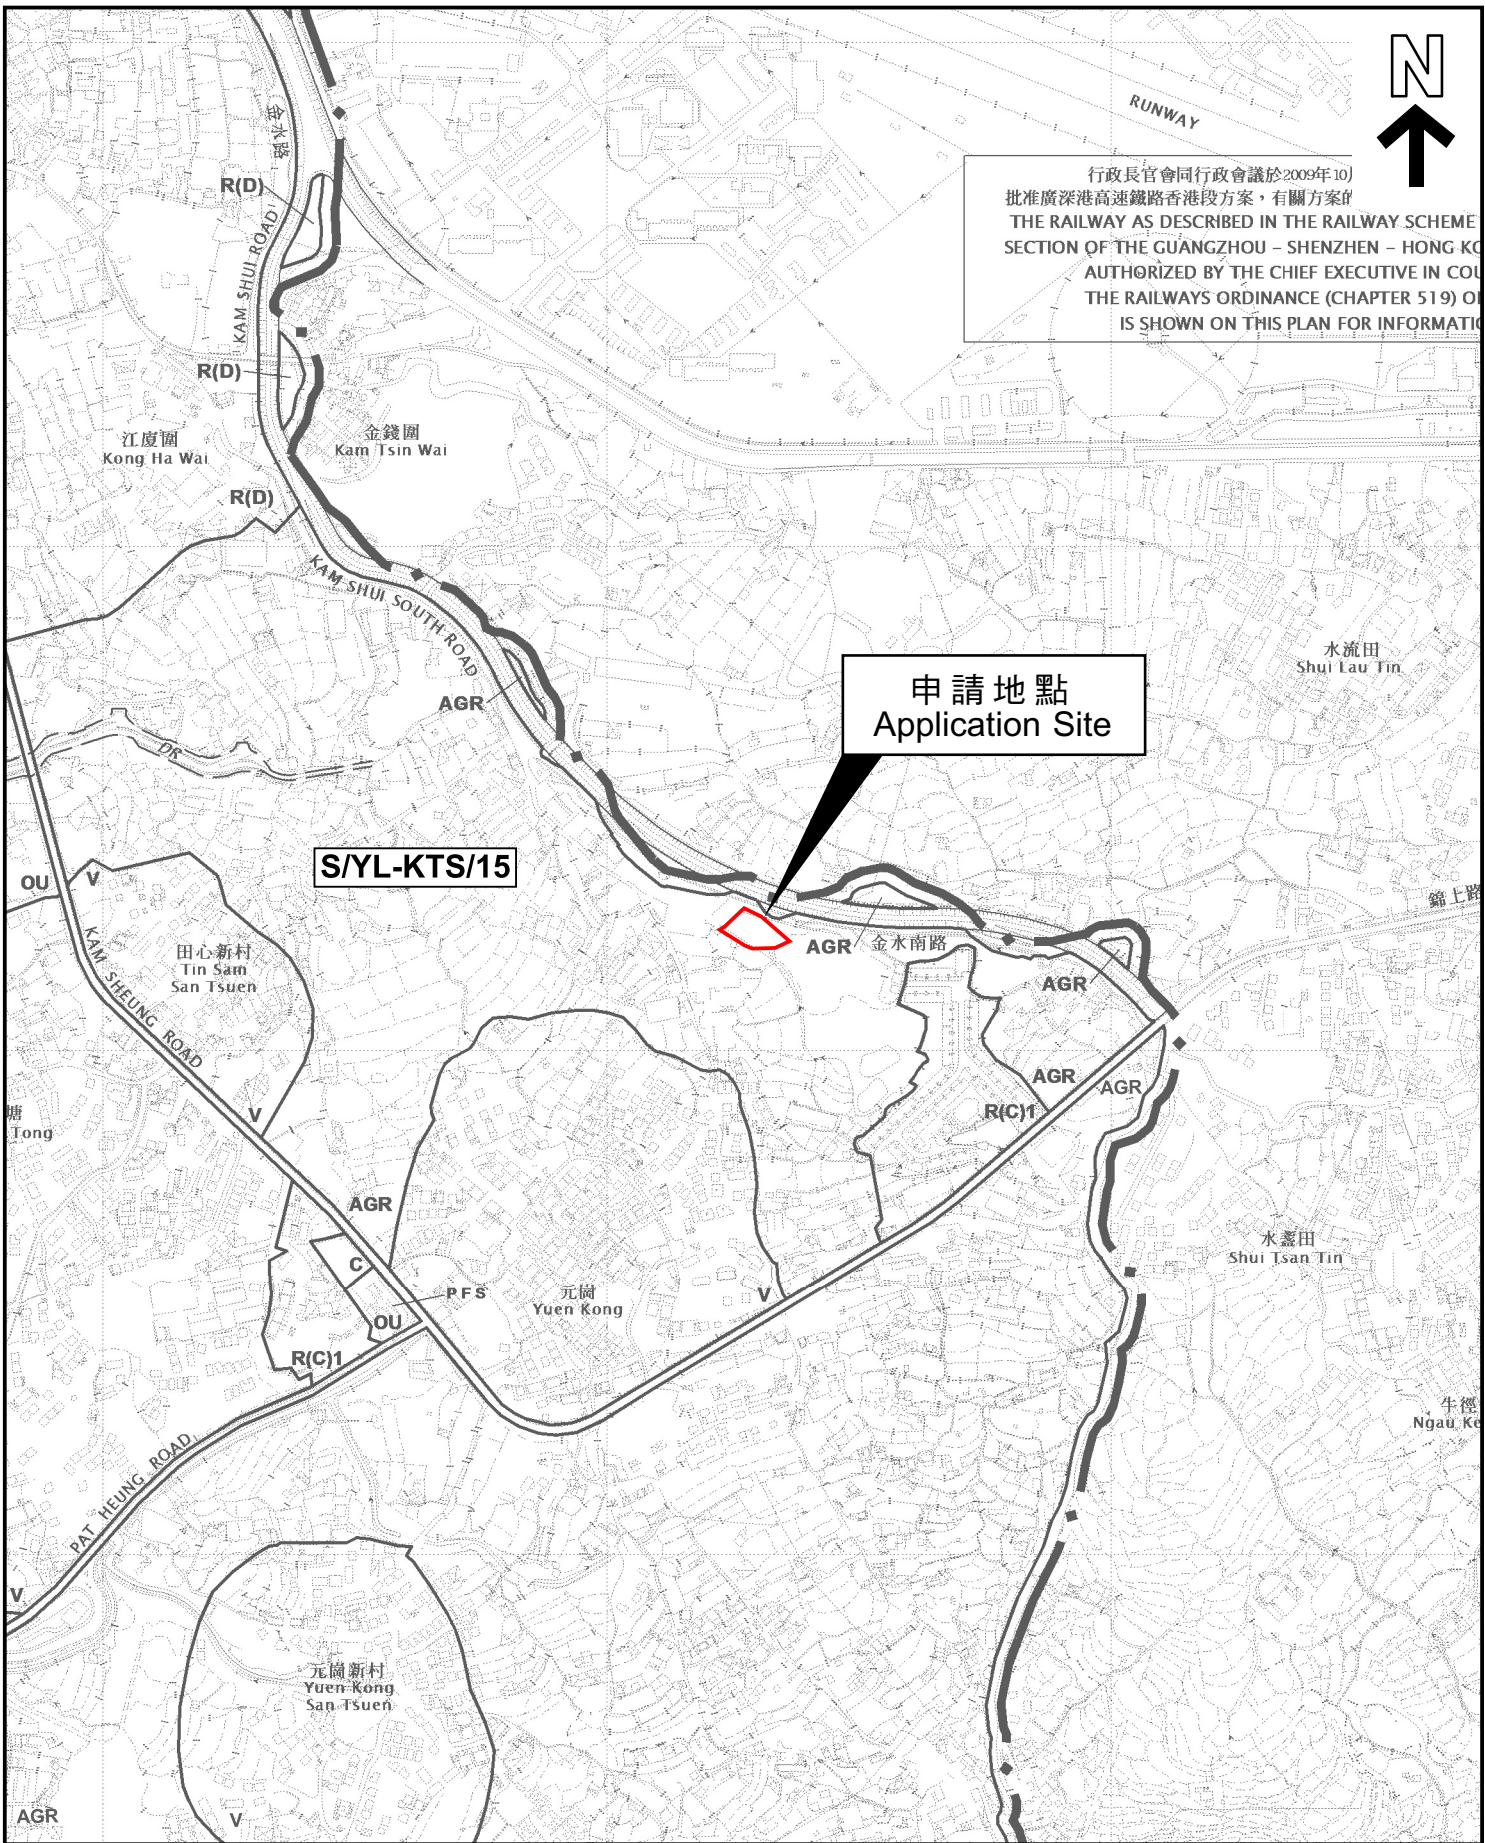 N
RUNWAY
行政長官會同行政會議於2009年10月
批准廣深港高速鐵路香港段方案，有關方案的
THE RAILWAY AS DESCRIBED IN THE RAILWAY SCHEME
SECTION OF THE GUANGZHOU – SHENZHEN – HONG KO
AUTHORIZED BY THE CHIEF EXECUTIVE IN COU
THE RAILWAYS ORDINANCE (CHAPTER 519) O
IS SHOWN ON THIS PLAN FOR INFORMATIO
金水路
R(D)
KAM SHUI ROAD
R(D)
江廈圍
Kong Ha Wai
金錢圍
Kam Tsin Wai
R(D)
KAM SHUI SOUTH ROAD
水流田
Shui Lau Tin
AGR
申請地點
Application Site
DR
S/YL-KTS/15
OU
V
錦上路
田心新村
Tin Sam
San Tsuen
AGR
金水南路
AGR
KAM SHEUNG ROAD
AGR
AGR
R(C)1
塘
Tong
V
AGR
水盞田
Shui Tsan Tin
C
PFS
元崗
Yuen Kong
V
OU
R(C)1
牛徑
Ngau Ke
PAT HEUNG ROAD
V
元崗新村
Yuen Kong
San Tsuen
AGR
V